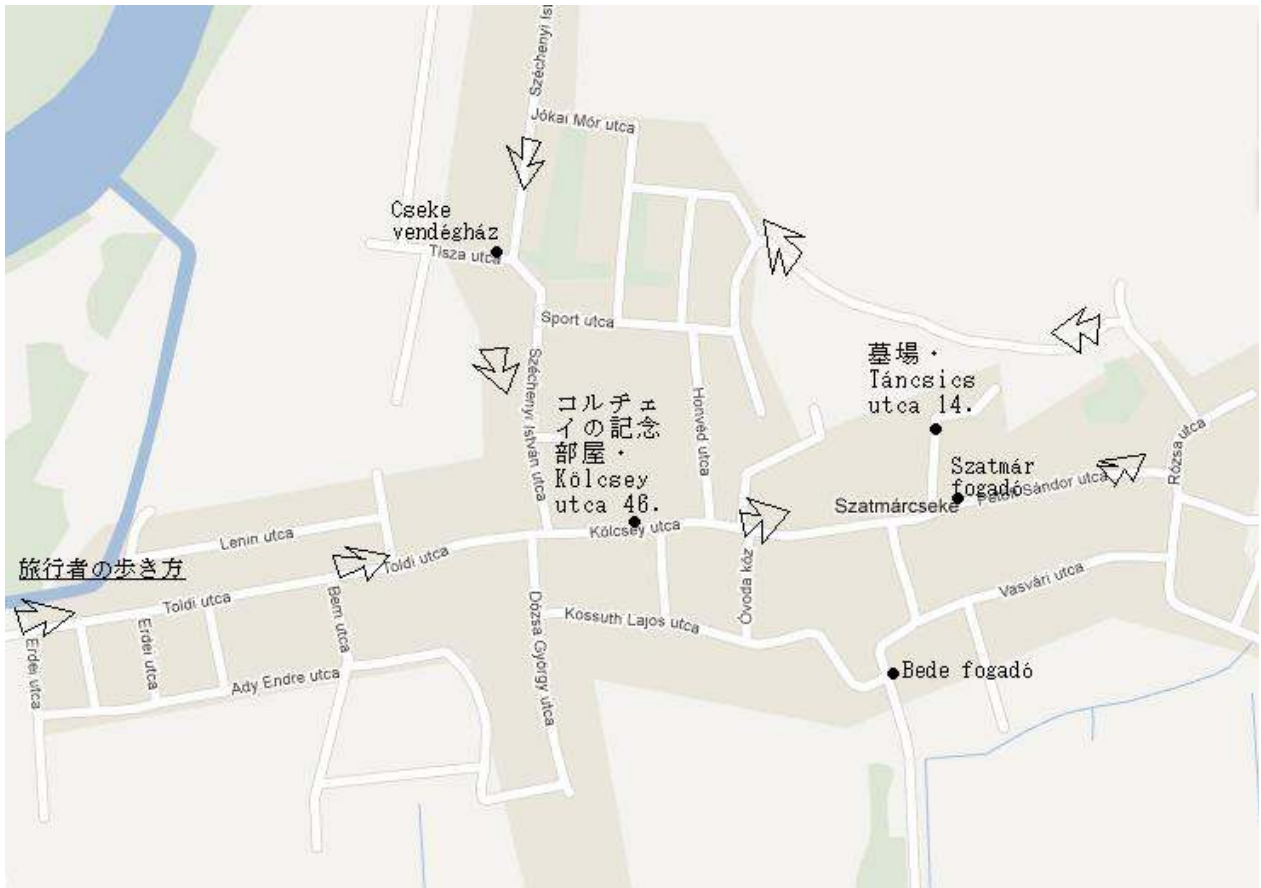 Széchenyi Is
Jókai Mór utca
Cseke
vendégház
Tisza utca
Sport utca
Széchenyi István utca
Honvéd utca
コルチェ
イの記念
部屋・
Kölcsey
utca 46.
墓場・
Táncsics
utca 14.
Szatmár
fogadó
Petőfi Sándor utca
Rózsa utca
Szatmárcseke
Kölcsey utca
Lenin utca
Toldi utca
旅行者の歩き方
Toldi utca
Erdei utca
Erdei utca
Bem utca
Ady Endre utca
Dózsa György utca
Kossuth Lajos utca
Óvoda köz
Vasvári utca
Bede fogadó